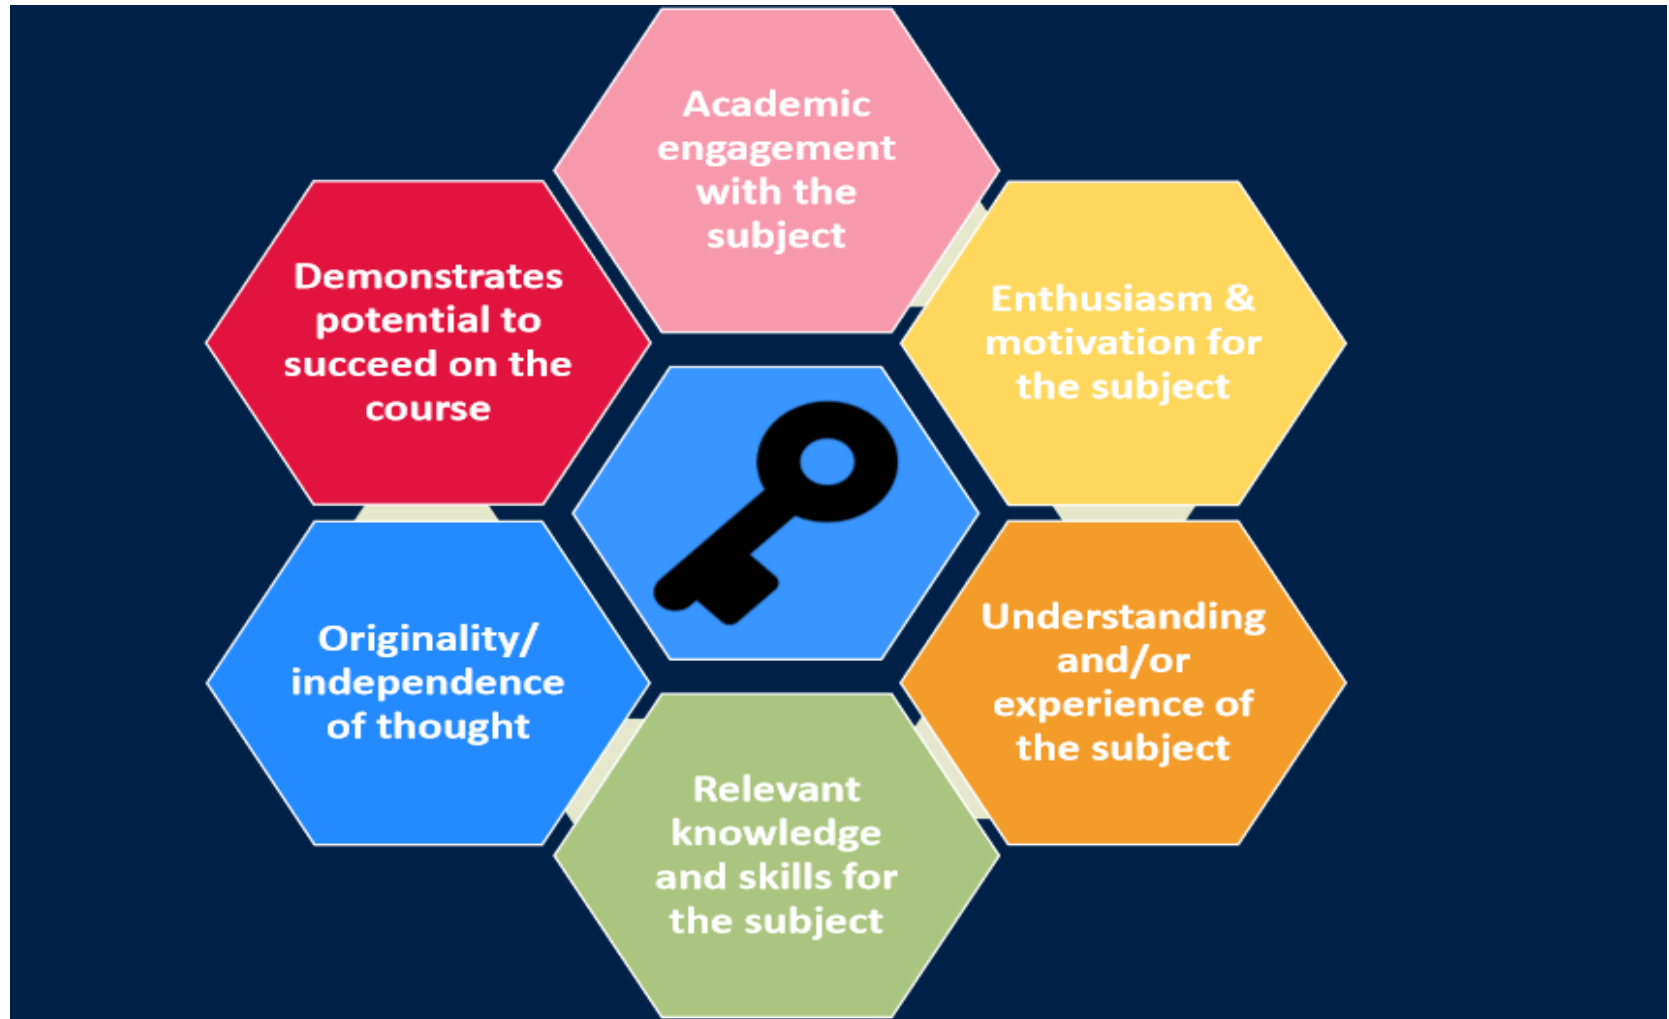 Academic
engagement
with the
subject
Enthusiasm &
motivation for
the subject
Understanding
and/or
experience of
the subject
Relevant
knowledge
and skills for
the subject
Originality/
independence
of thought
Demonstrates
potential to
succeed on the
course